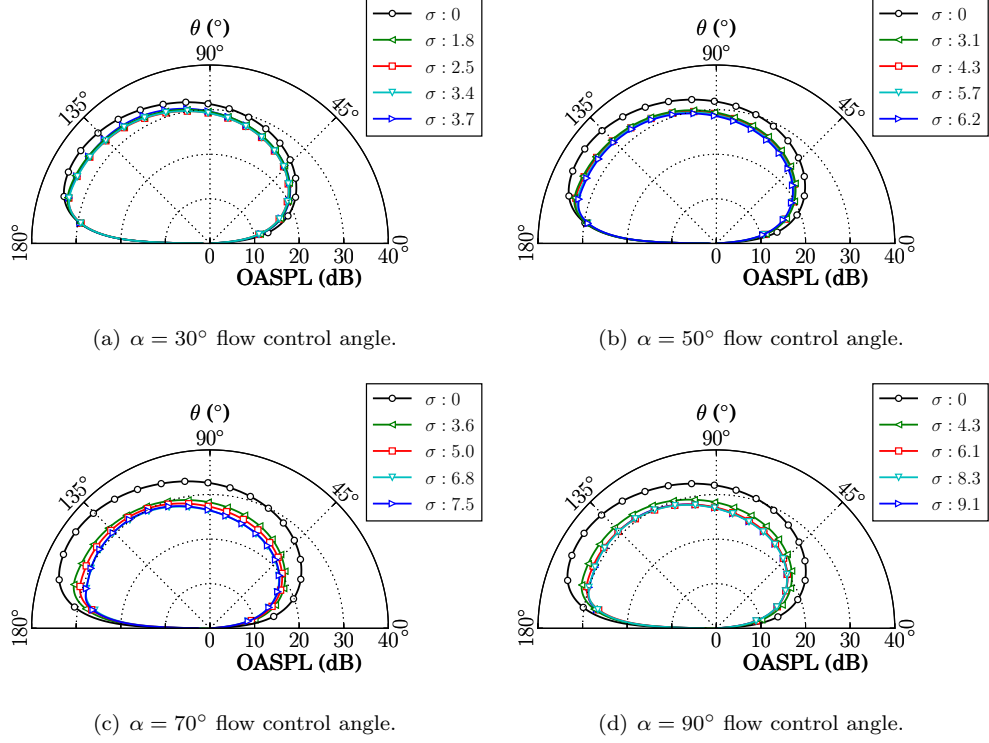 θ (°)
90°
135°
45°
180°
0°
0 10 20 30 40
OASPL (dB)
σ : 0
σ : 1.8
σ : 2.5
σ : 3.4
σ : 3.7
(a) α = 30° flow control angle.
θ (°)
90°
135°
45°
180°
0°
0 10 20 30 40
OASPL (dB)
σ : 0
σ : 3.1
σ : 4.3
σ : 5.7
σ : 6.2
(b) α = 50° flow control angle.
θ (°)
90°
135°
45°
180°
0°
0 10 20 30 40
OASPL (dB)
σ : 0
σ : 3.6
σ : 5.0
σ : 6.8
σ : 7.5
(c) α = 70° flow control angle.
θ (°)
90°
135°
45°
180°
0°
0 10 20 30 40
OASPL (dB)
σ : 0
σ : 4.3
σ : 6.1
σ : 8.3
σ : 9.1
(d) α = 90° flow control angle.